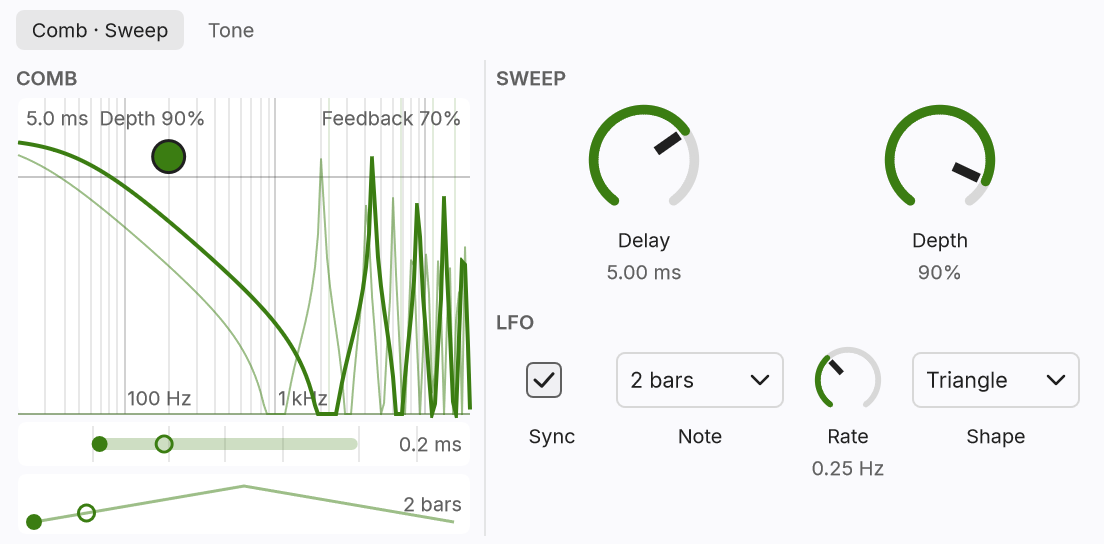 Comb · Sweep
Tone
COMB
5.0 ms Depth 90%
Feedback 70%
100 Hz
1 kHz
0.2 ms
2 bars
SWEEP
Delay
5.00 ms
Depth
90%
LFO
2 bars
Triangle
Sync
Note
Rate
Shape
0.25 Hz